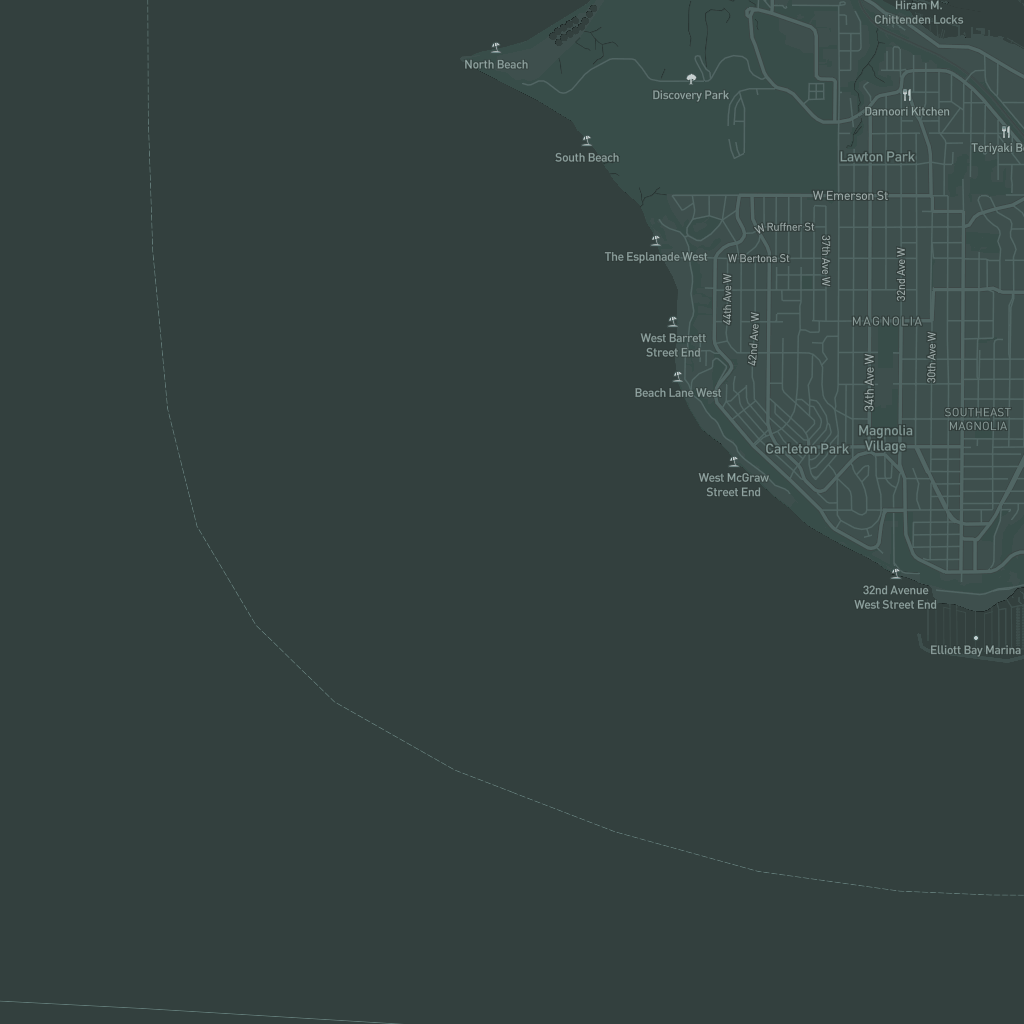 Hiram M.
Chittenden Locks
North Beach
Discovery Park
Damoori Kitchen
South Beach
Lawton Park
W Emerson St
W Ruffner St
The Esplanade West
W Bertona St
37th Ave W
32nd Ave W
44th Ave W
42nd Ave W
MAGNOLIA
West Barrett
Street End
30th Ave W
34th Ave W
Beach Lane West
SOUTHEAST
MAGNOLIA
Magnolia
Village
Carleton Park
West McGraw
Street End
32nd Avenue
West Street End
Elliott Bay Marina
Teriyaki